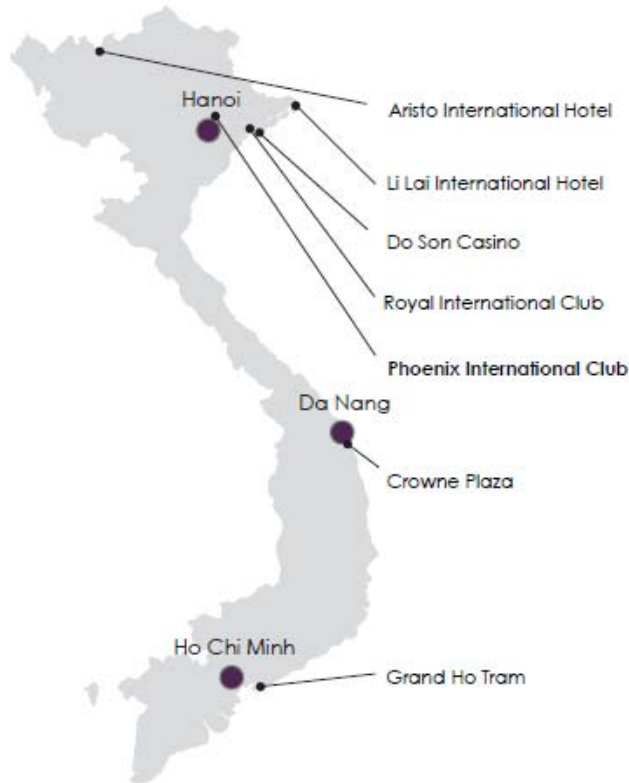 Hanoi
Aristo International Hotel
Li Lai International Hotel
Do Son Casino
Royal International Club
Phoenix International Club
Da Nang
Crowne Plaza
Ho Chi Minh
Grand Ho Tram